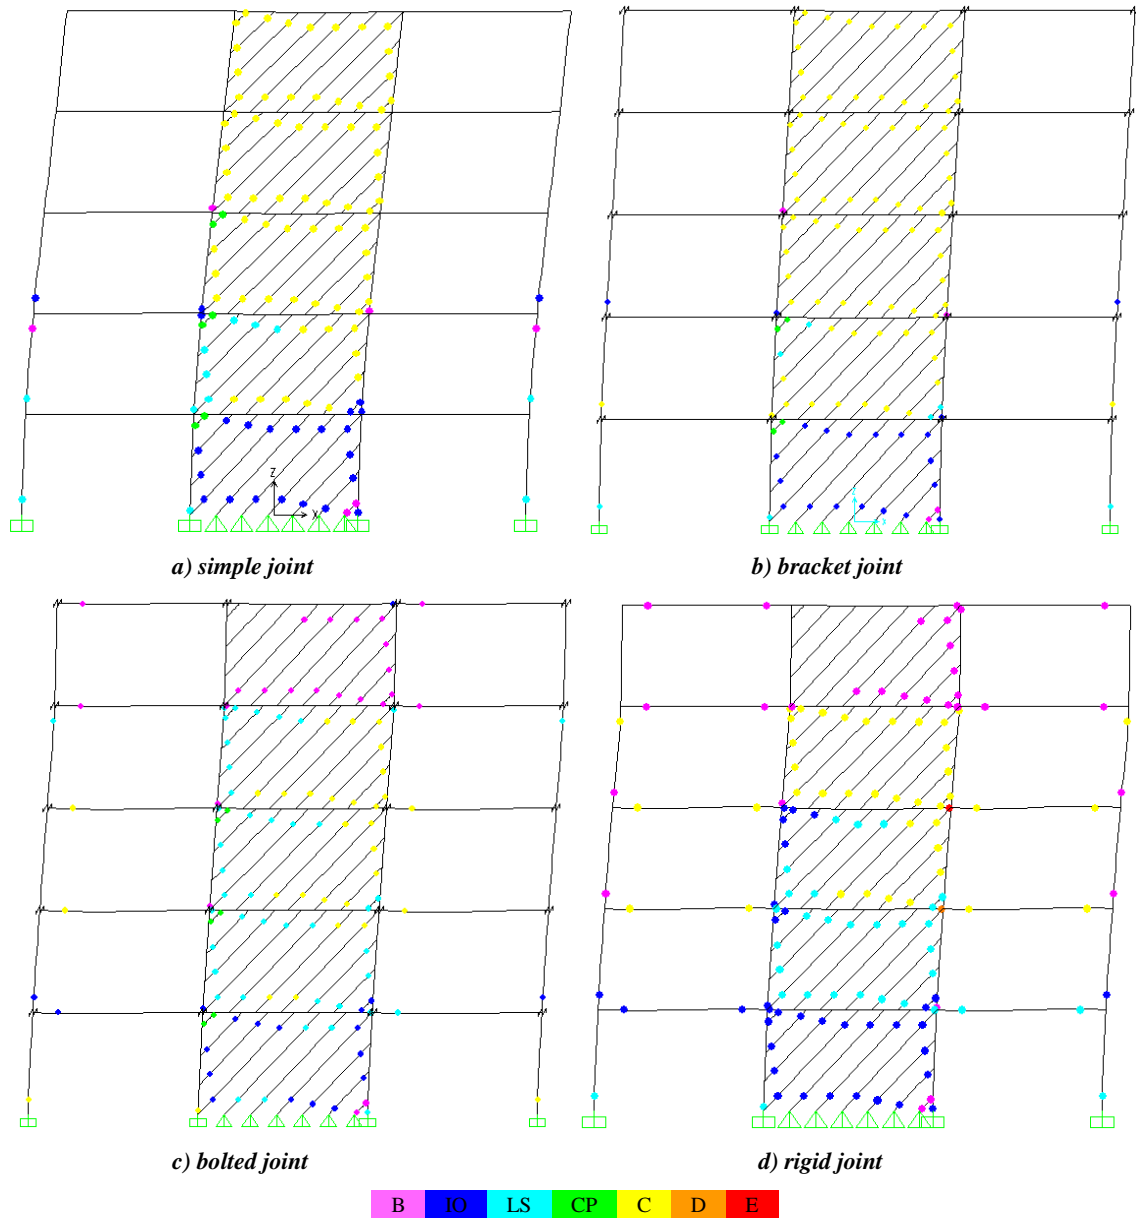 Z
X
a) simple joint
b) bracket joint
c) bolted joint
d) rigid joint
B IO LS CP C D E